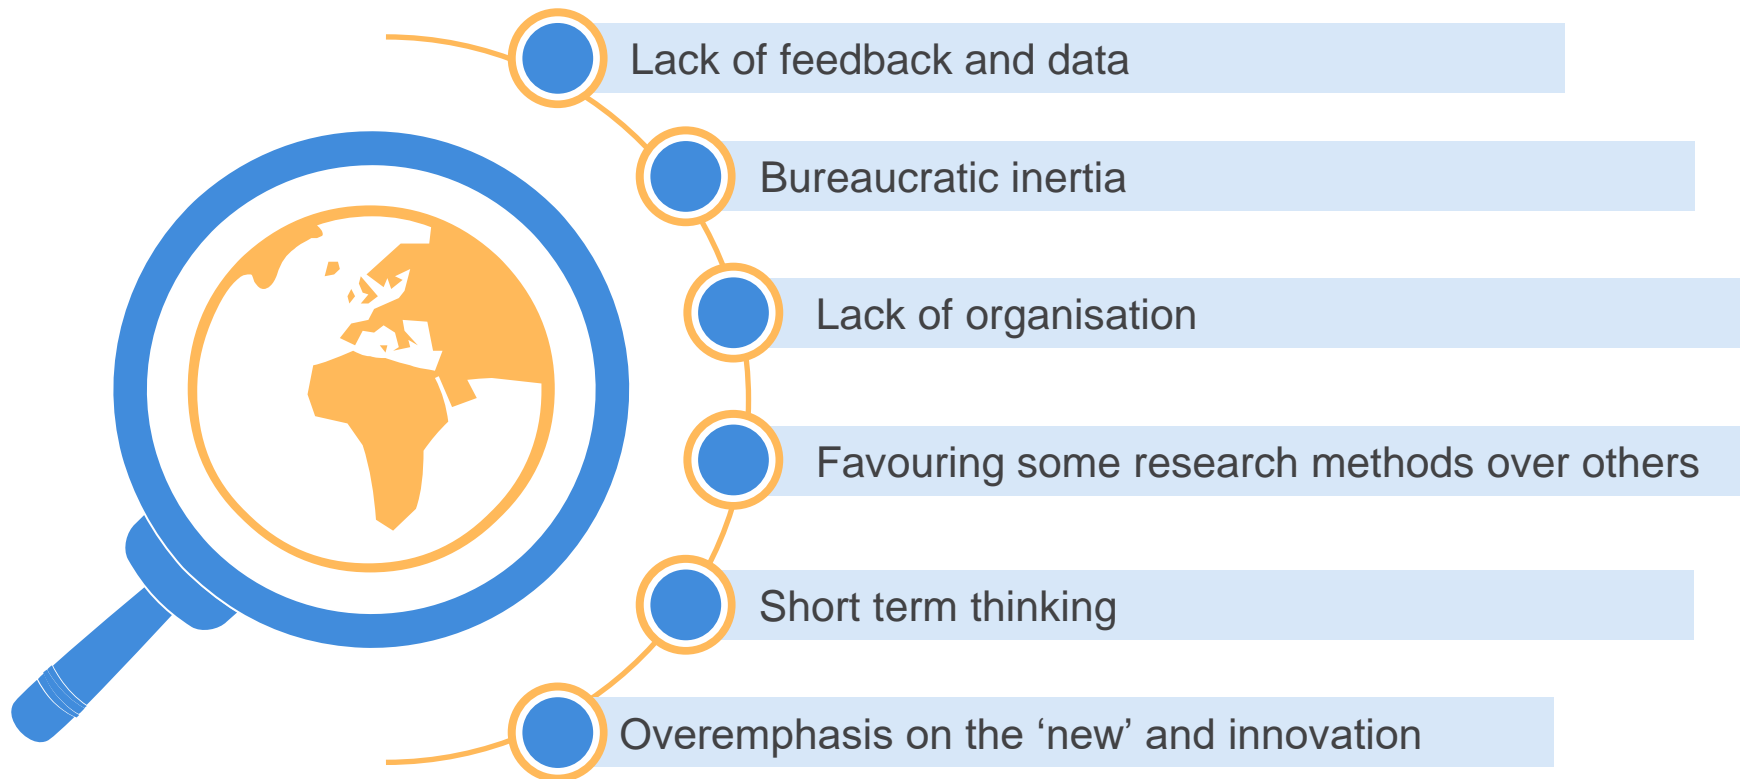 Lack of feedback and data
Bureaucratic inertia
Lack of organisation
Favouring some research methods over others
Short term thinking
Overemphasis on the ‘new’ and innovation